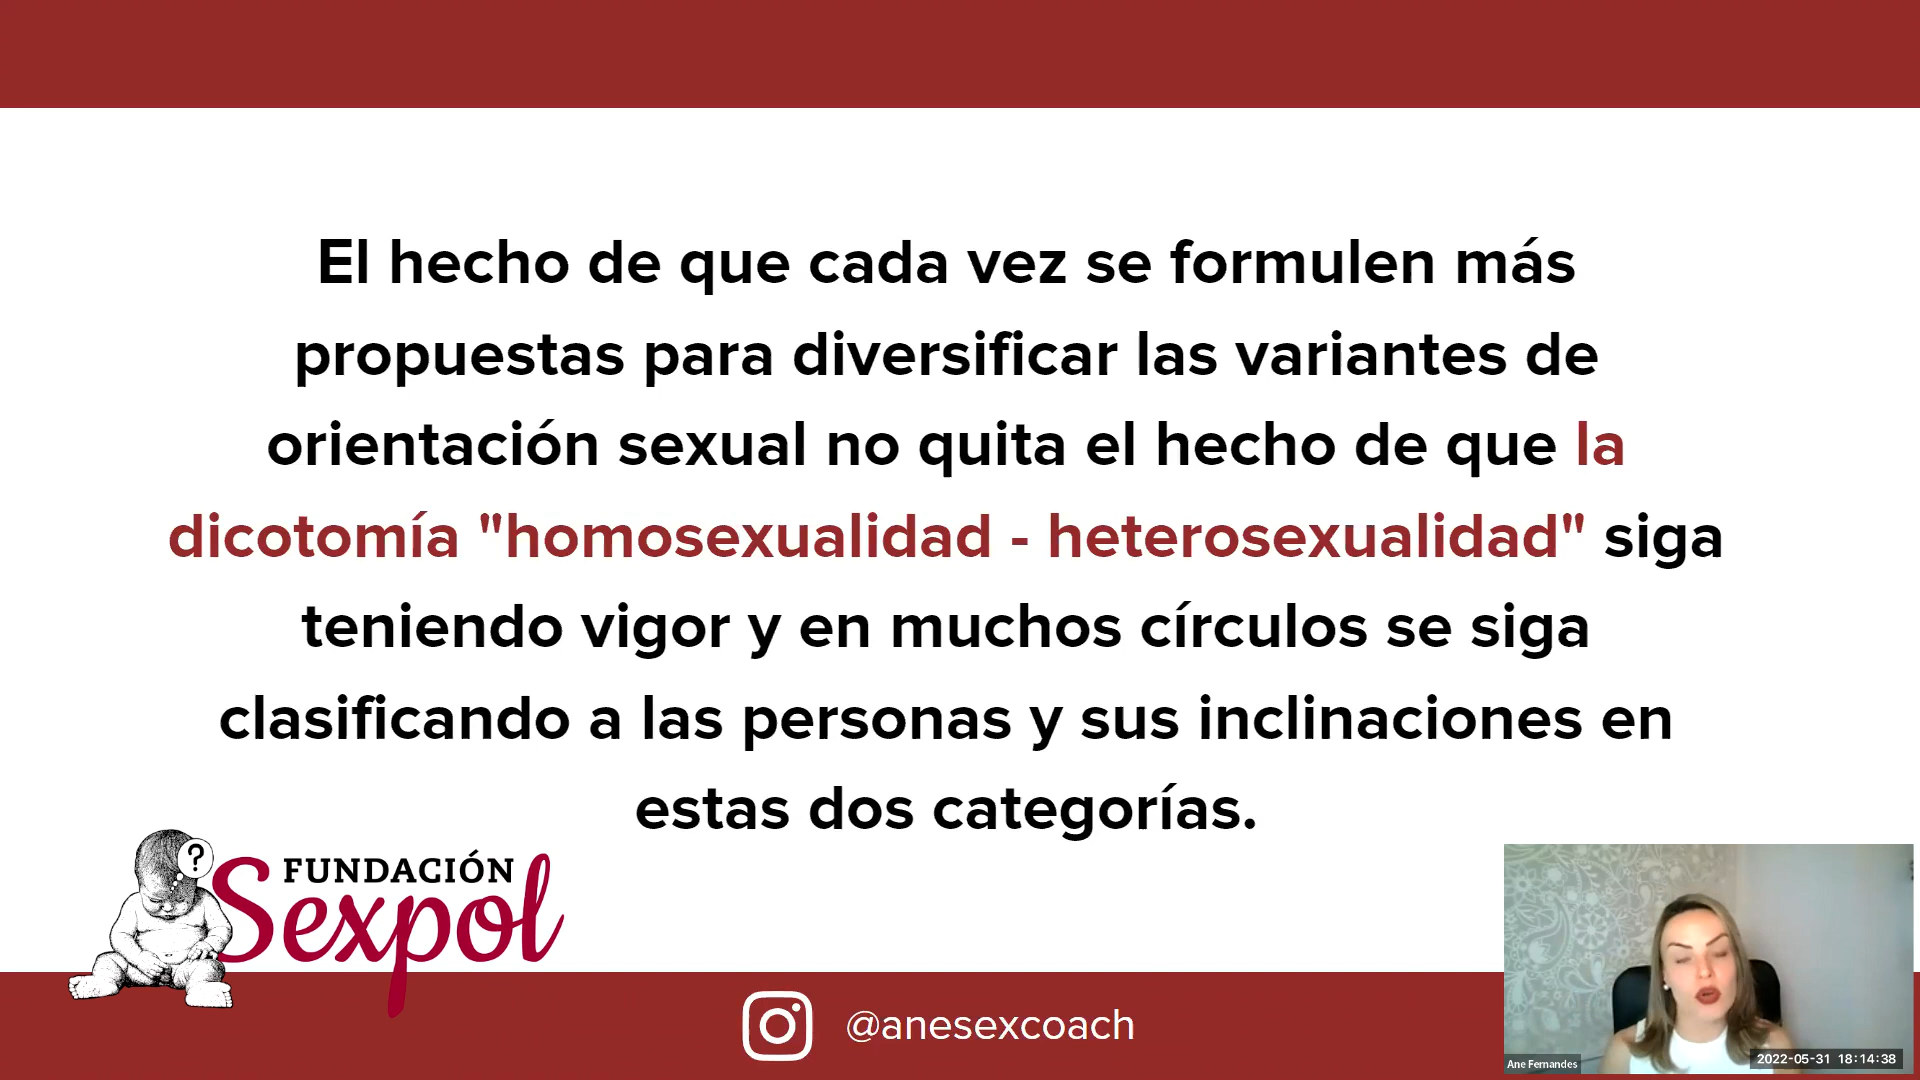 El hecho de que cada vez se formulen más
propuestas para diversificar las variantes de
orientación sexual no quita el hecho de que la
dicotomía "homosexualidad - heterosexualidad" siga
teniendo vigor y en muchos círculos se siga
clasificando a las personas y sus inclinaciones en
estas dos categorías.
?
FUNDACIÓN
Sexpol
@anesexcoach
Ane Fernandes
2022-05-31 18:14:38